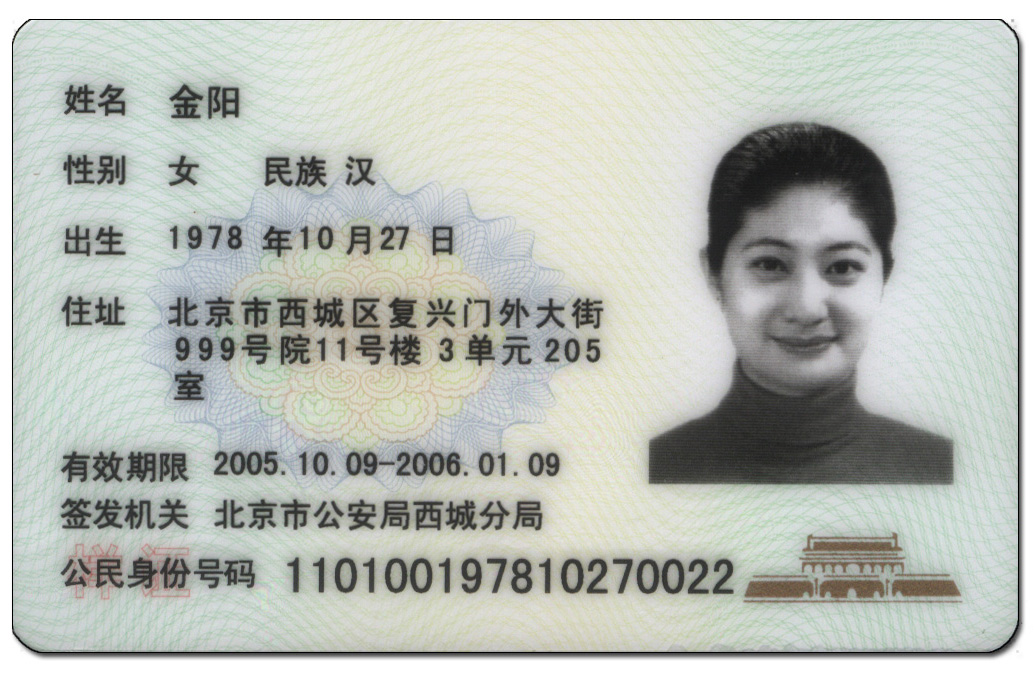 姓名 金阳
性别 女 民族 汉
出生 1978 年10 月27 日
住址 北京市西城区复兴门外大街
999号院11号楼 3 单元 205
室
有效期限 2005.10.09-2006.01.09
签发机关 北京市公安局西城分局
样证
公民身份号码 110100197810270022